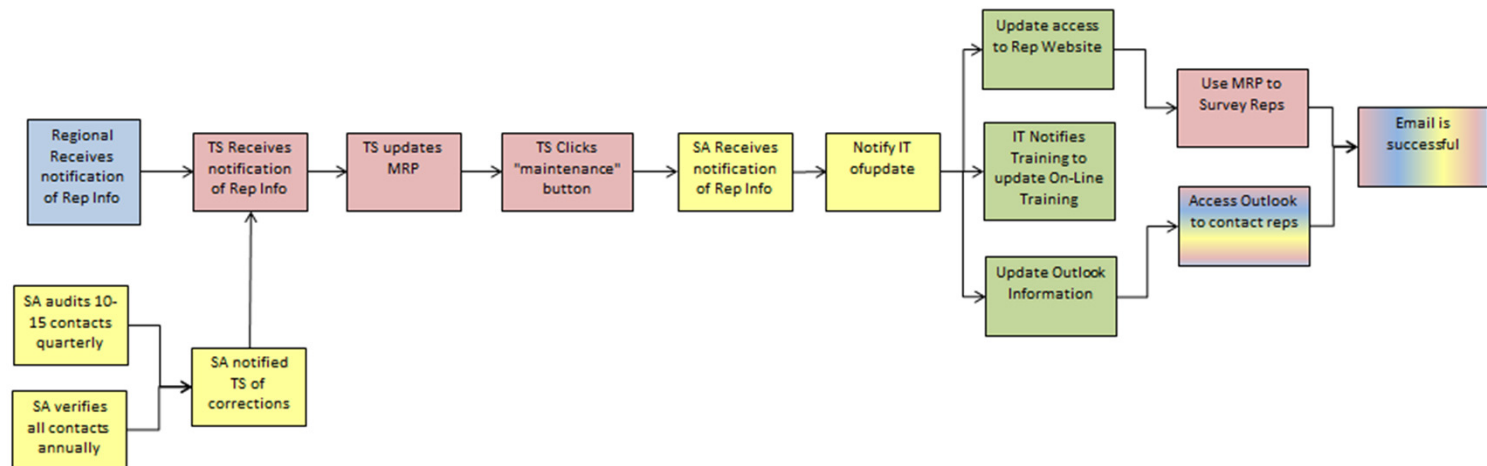 Regional
Receives
notification
of Rep Info
TS Receives
notification
of Rep Info
TS updates
MRP
TS Clicks
"maintenance"
button
SA Receives
notification
of Rep Info
Notify IT
ofupdate
Update access
to Rep Website
IT Notifies
Training to
update On-Line
Training
Update Outlook
Information
Use MRP to
Survey Reps
Access Outlook
to contact reps
Email is
successful
SA audits 10-
15 contacts
quarterly
SA verifies
all contacts
annually
SA notified
TS of
corrections